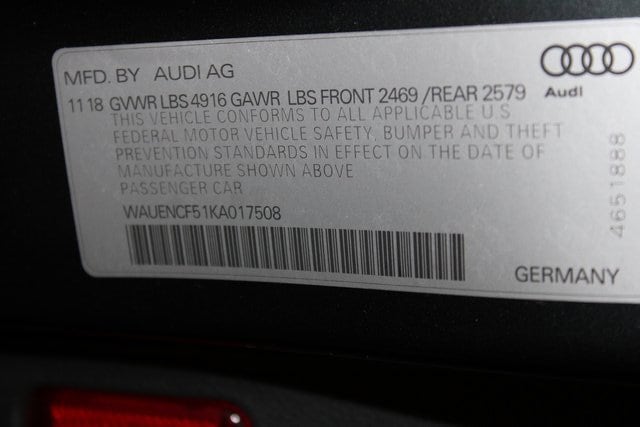 MFD. BY AUDI AG
Audi
11 18 GVWR LBS 4916 GAWR LBS FRONT 2469 /REAR 2579
THIS VEHICLE CONFORMS TO ALL APPLICABLE U S
FEDERAL MOTOR VEHICLE SAFETY, BUMPER AND THEFT
PREVENTION STANDARDS IN EFFECT ON THE DATE OF
MANUFACTURE SHOWN ABOVE
PASSENGER CAR
WAUENCF51KA017508
4651888
GERMANY